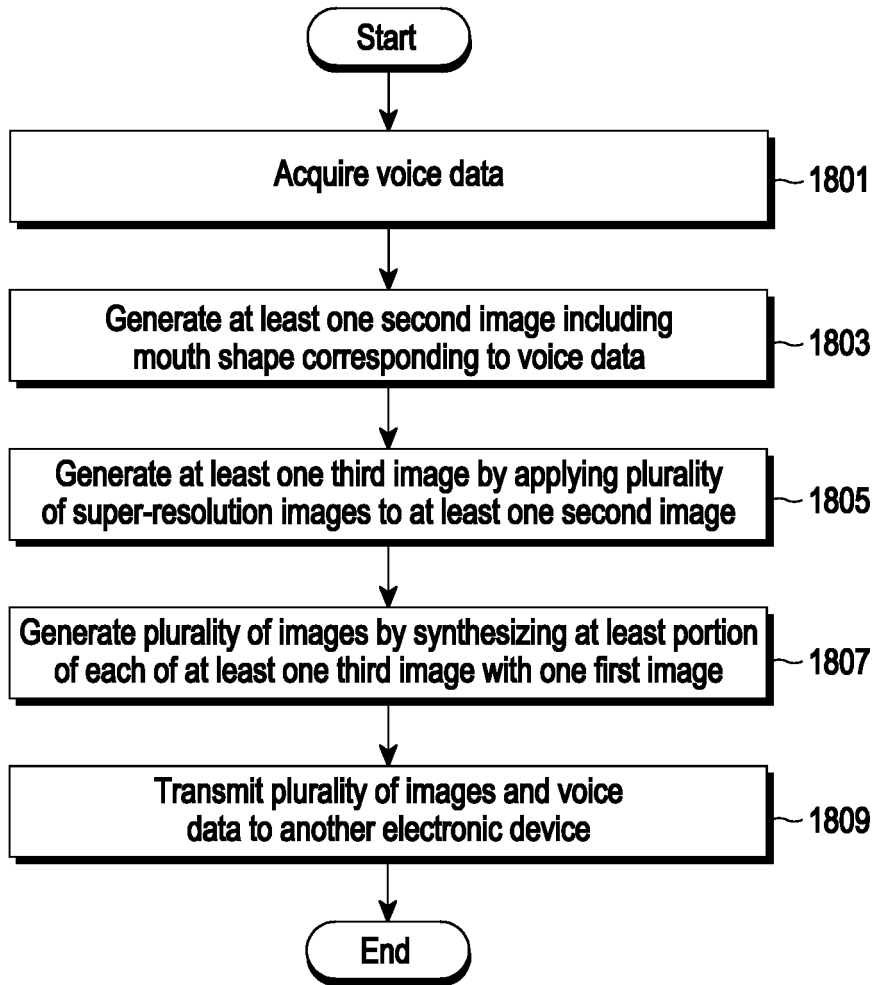 Start
Acquire voice data
1801
Generate at least one second image including
mouth shape corresponding to voice data
1803
Generate at least one third image by applying plurality
of super-resolution images to at least one second image
1805
Generate plurality of images by synthesizing at least portion
of each of at least one third image with one first image
1807
Transmit plurality of images and voice
data to another electronic device
1809
End